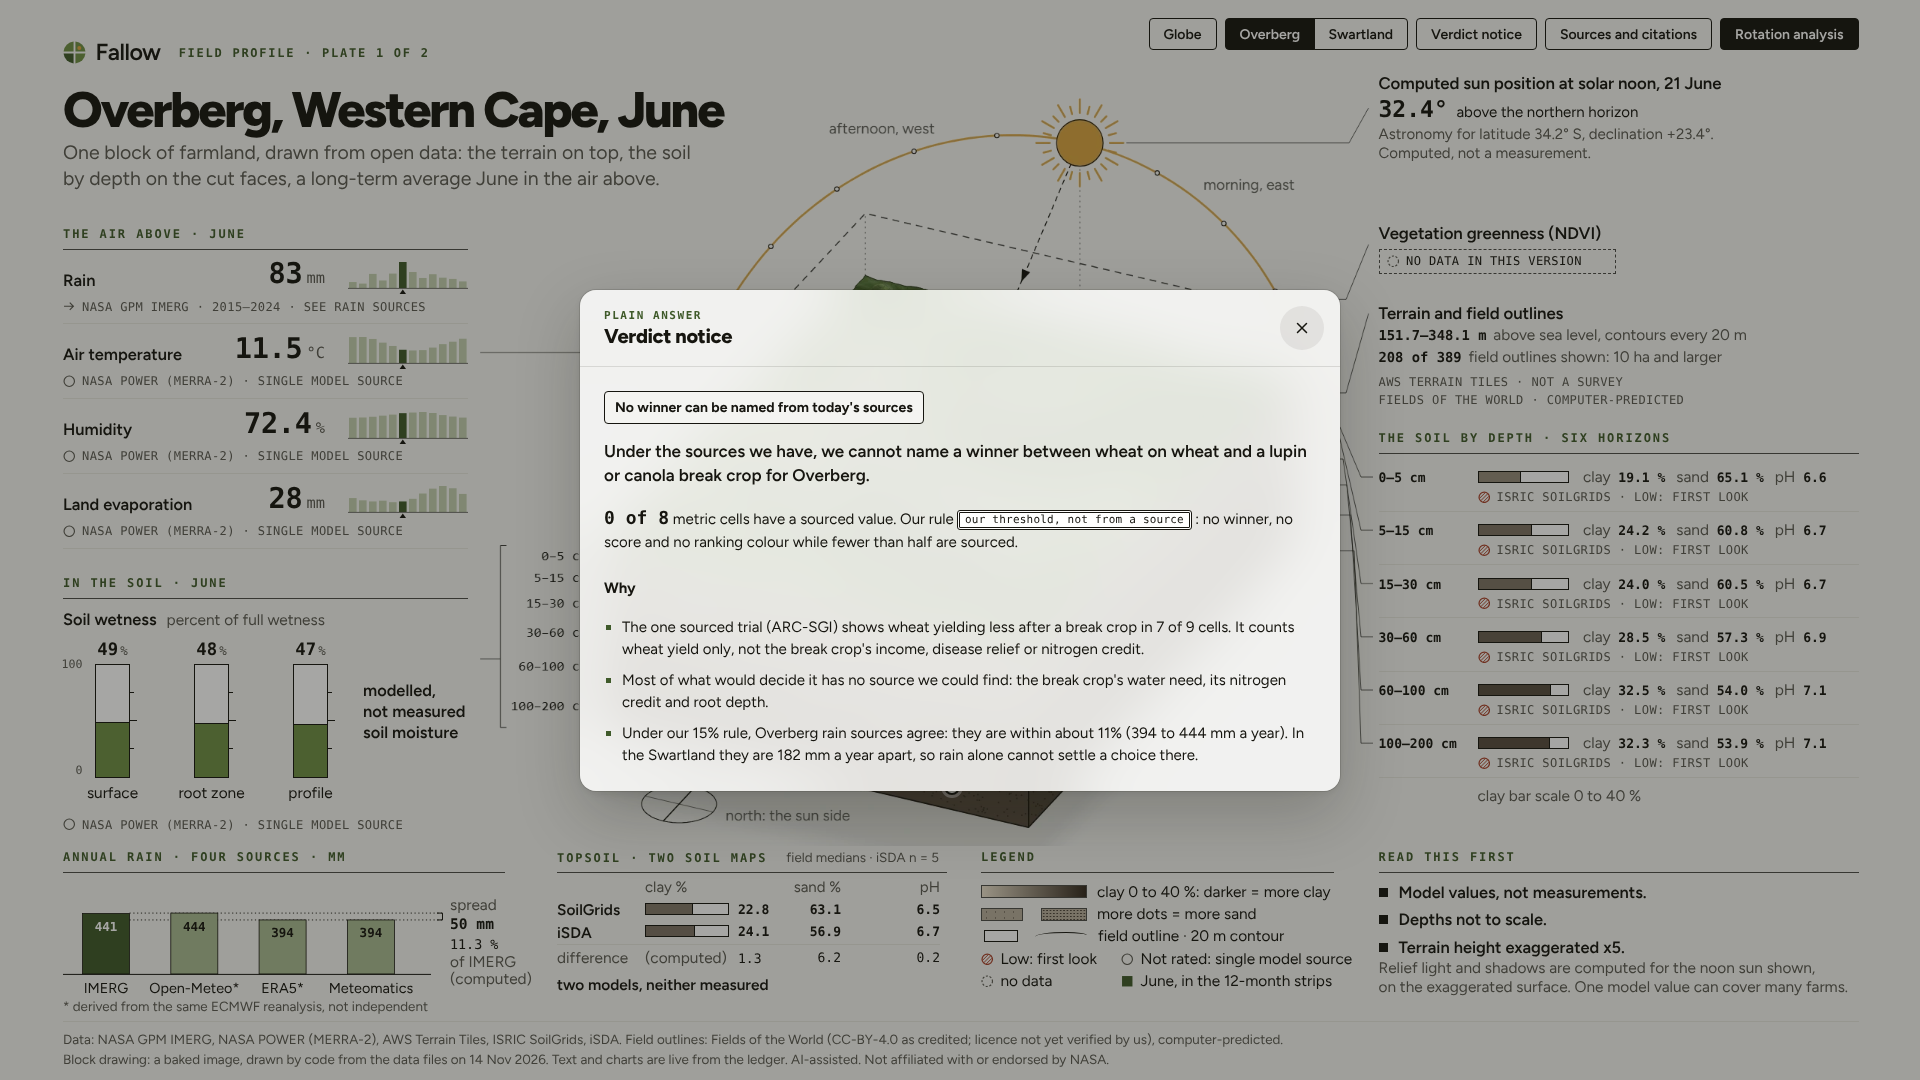 Globe
Overberg
Swartland
Verdict notice
Sources and citations
Rotation analysis
Fallow
FIELD PROFILE · PLATE 1 OF 2
Overberg, Western Cape, June
One block of farmland, drawn from open data: the terrain on top, the soil
by depth on the cut faces, a long-term average June in the air above.
THE AIR ABOVE · JUNE
Rain 83 mm
→ NASA GPM IMERG · 2015–2024 · SEE RAIN SOURCES
Air temperature 11.5 °C
NASA POWER (MERRA-2) · SINGLE MODEL SOURCE
Humidity 72.4 %
NASA POWER (MERRA-2) · SINGLE MODEL SOURCE
Land evaporation 28 mm
NASA POWER (MERRA-2) · SINGLE MODEL SOURCE
IN THE SOIL · JUNE
Soil wetness percent of full wetness
49 % 48 % 47 %
100
0
surface root zone profile
modelled,
not measured
soil moisture
NASA POWER (MERRA-2) · SINGLE MODEL SOURCE
afternoon, west
morning, east
0–5 c
5–15 c
15–30 c
30–60 c
60–100 c
100–200 c
north: the sun side
PLAIN ANSWER
Verdict notice
No winner can be named from today's sources
Under the sources we have, we cannot name a winner between wheat on wheat and a lupin
or canola break crop for Overberg.
0 of 8 metric cells have a sourced value. Our rule our threshold, not from a source : no winner, no
score and no ranking colour while fewer than half are sourced.
Why
The one sourced trial (ARC-SGI) shows wheat yielding less after a break crop in 7 of 9 cells. It counts
wheat yield only, not the break crop's income, disease relief or nitrogen credit.
Most of what would decide it has no source we could find: the break crop's water need, its nitrogen
credit and root depth.
Under our 15% rule, Overberg rain sources agree: they are within about 11% (394 to 444 mm a year). In
the Swartland they are 182 mm a year apart, so rain alone cannot settle a choice there.
Computed sun position at solar noon, 21 June
32.4° above the northern horizon
Astronomy for latitude 34.2° S, declination +23.4°.
Computed, not a measurement.
Vegetation greenness (NDVI)
NO DATA IN THIS VERSION
Terrain and field outlines
151.7–348.1 m above sea level, contours every 20 m
208 of 389 field outlines shown: 10 ha and larger
AWS TERRAIN TILES · NOT A SURVEY
FIELDS OF THE WORLD · COMPUTER-PREDICTED
THE SOIL BY DEPTH · SIX HORIZONS
0–5 cm clay 19.1 % sand 65.1 % pH 6.6
ISRIC SOILGRIDS · LOW: FIRST LOOK
5–15 cm clay 24.2 % sand 60.8 % pH 6.7
ISRIC SOILGRIDS · LOW: FIRST LOOK
15–30 cm clay 24.0 % sand 60.5 % pH 6.7
ISRIC SOILGRIDS · LOW: FIRST LOOK
30–60 cm clay 28.5 % sand 57.3 % pH 6.9
ISRIC SOILGRIDS · LOW: FIRST LOOK
60–100 cm clay 32.5 % sand 54.0 % pH 7.1
ISRIC SOILGRIDS · LOW: FIRST LOOK
100–200 cm clay 32.3 % sand 53.9 % pH 7.1
ISRIC SOILGRIDS · LOW: FIRST LOOK
clay bar scale 0 to 40 %
ANNUAL RAIN · FOUR SOURCES · MM
441 444 394 394
IMERG Open-Meteo* ERA5* Meteomatics
spread
50 mm
11.3 %
of IMERG
(computed)
* derived from the same ECMWF reanalysis, not independent
TOPSOIL · TWO SOIL MAPS field medians · iSDA n = 5
clay % sand % pH
SoilGrids 22.8 63.1 6.5
iSDA 24.1 56.9 6.7
difference (computed) 1.3 6.2 0.2
two models, neither measured
LEGEND
clay 0 to 40 %: darker = more clay
more dots = more sand
field outline · 20 m contour
Low: first look Not rated: single model source
no data June, in the 12-month strips
READ THIS FIRST
Model values, not measurements.
Depths not to scale.
Terrain height exaggerated x5.
Relief light and shadows are computed for the noon sun shown,
on the exaggerated surface. One model value can cover many farms.
Data: NASA GPM IMERG, NASA POWER (MERRA-2), AWS Terrain Tiles, ISRIC SoilGrids, iSDA. Field outlines: Fields of the World (CC-BY-4.0 as credited; licence not yet verified by us), computer-predicted.
Block drawing: a baked image, drawn by code from the data files on 14 Nov 2026. Text and charts are live from the ledger. AI-assisted. Not affiliated with or endorsed by NASA.